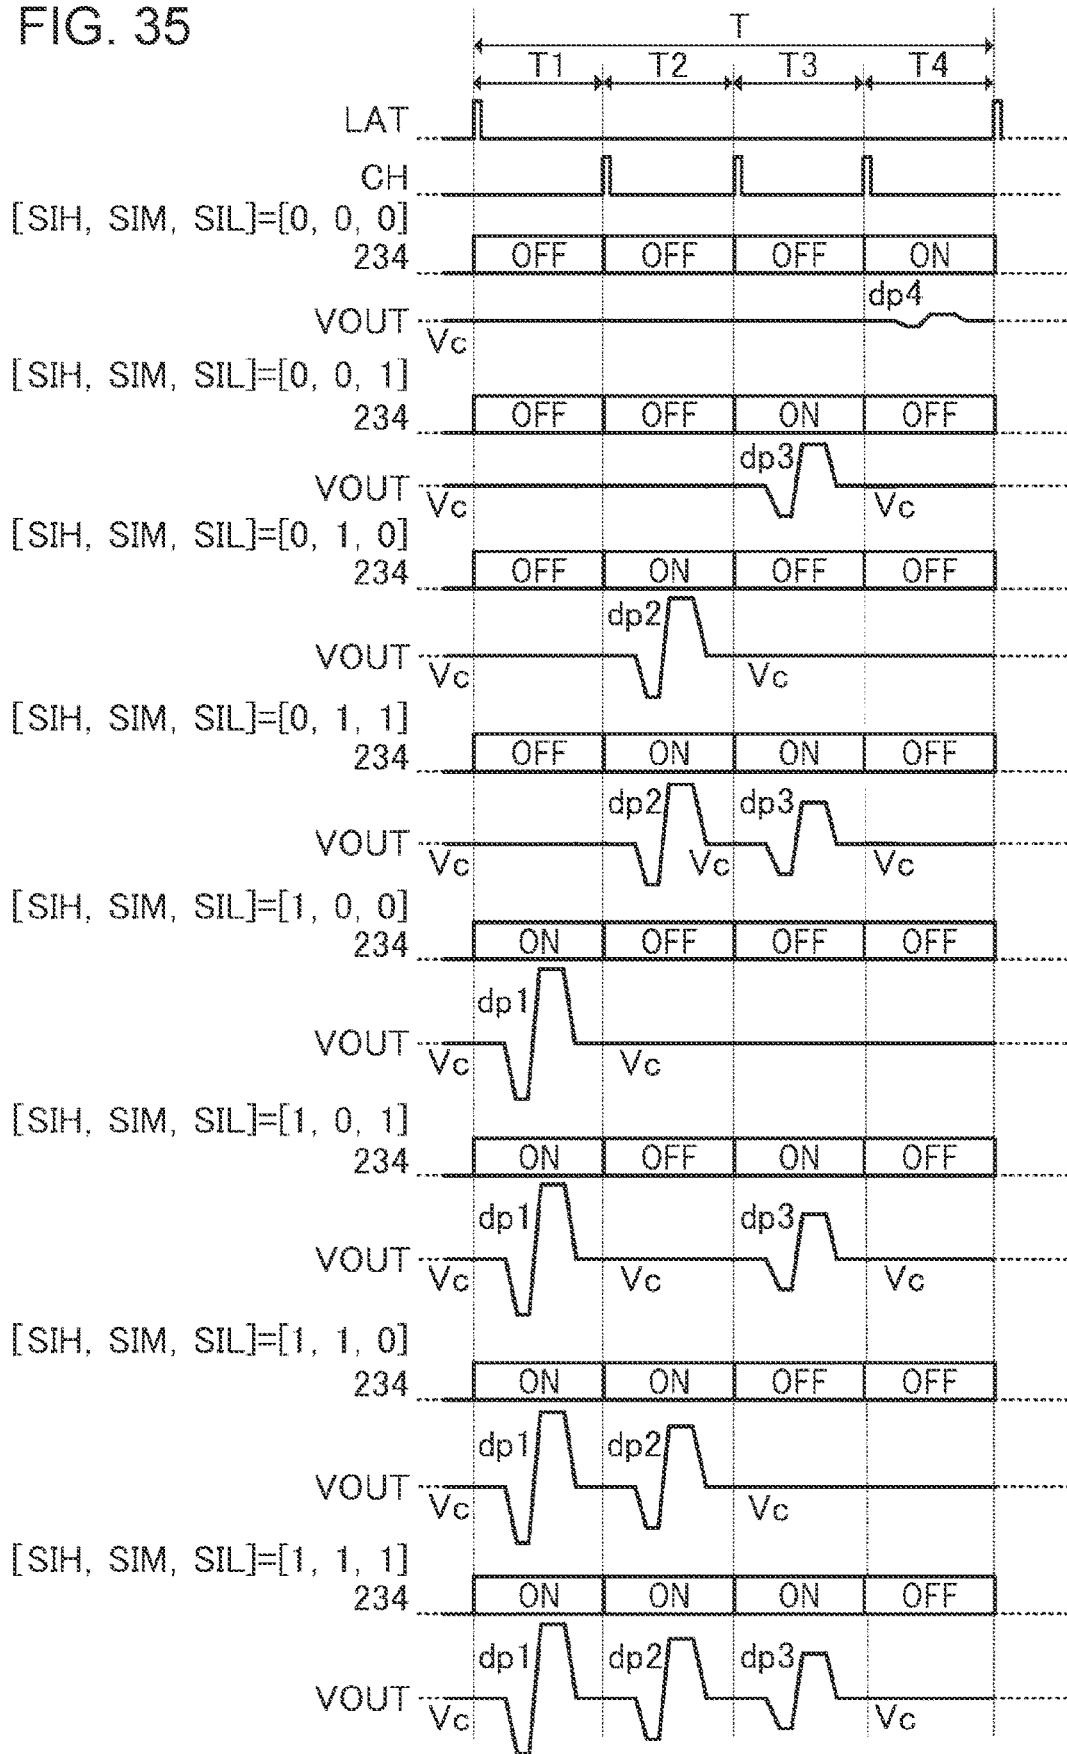 FIG. 35
T
T1 T2 T3 T4
LAT
CH
[SIH, SIM, SIL]=[0, 0, 0]
234 OFF OFF OFF ON
dp4
VOUT Vc
[SIH, SIM, SIL]=[0, 0, 1]
234 OFF OFF ON OFF
dp3
VOUT Vc Vc
[SIH, SIM, SIL]=[0, 1, 0]
234 OFF ON OFF OFF
dp2
VOUT Vc Vc
[SIH, SIM, SIL]=[0, 1, 1]
234 OFF ON ON OFF
dp2 dp3
VOUT Vc Vc Vc
[SIH, SIM, SIL]=[1, 0, 0]
234 ON OFF OFF OFF
dp1
VOUT Vc Vc
[SIH, SIM, SIL]=[1, 0, 1]
234 ON OFF ON OFF
dp1 dp3
VOUT Vc Vc Vc
[SIH, SIM, SIL]=[1, 1, 0]
234 ON ON OFF OFF
dp1 dp2
VOUT Vc Vc
[SIH, SIM, SIL]=[1, 1, 1]
234 ON ON ON OFF
dp1 dp2 dp3
VOUT Vc Vc